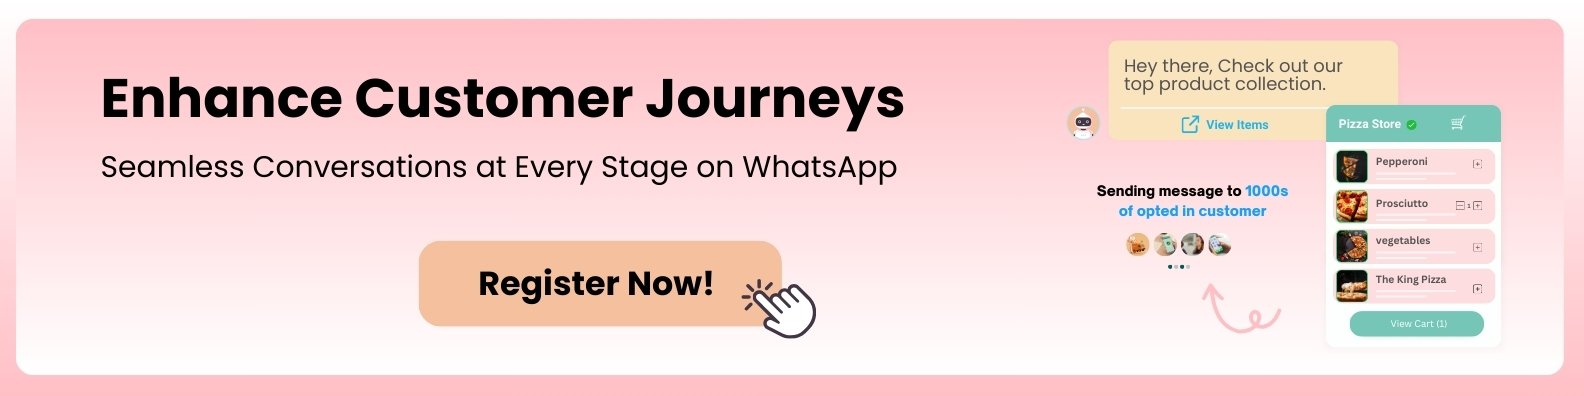 Enhance Customer Journeys
Seamless Conversations at Every Stage on WhatsApp
Register Now!
Hey there, Check out our
top product collection.
View Items
Sending message to 1000s
of opted in customer
Pizza Store
Pepperoni
Prosciutto
1
vegetables
The King Pizza
View Cart (1)